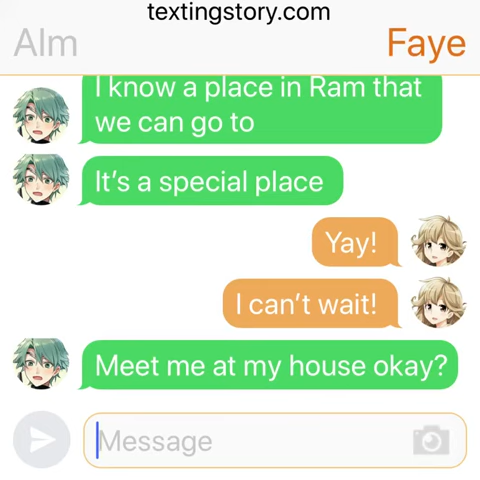 textingstory.com
Alm
Faye
I know a place in Ram that
we can go to
It’s a special place
Yay!
I can’t wait!
Meet me at my house okay?
Message